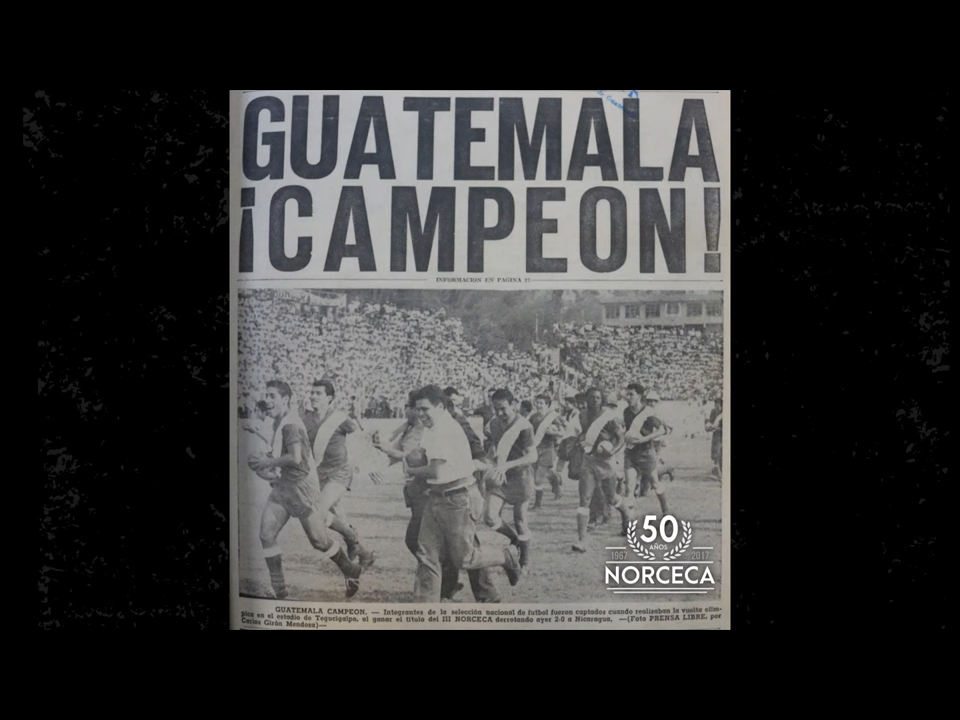 GUATEMALA
¡CAMPEON!
INFORMACION EN PAGINA
50
AÑOS
1967 2017
NORCECA
GUATEMALA CAMPEON. — Integrantes de la selección nacional de futbol fueron captados cuando realizaban la vuelta olím-
pica en el estadio de Tegucigalpa, al ganar el título del III NORCECA derrotando ayer 2-0 a Nicaragua, —(Foto PRENSA LIBRE, por
Carlos Girón Mendoza)—